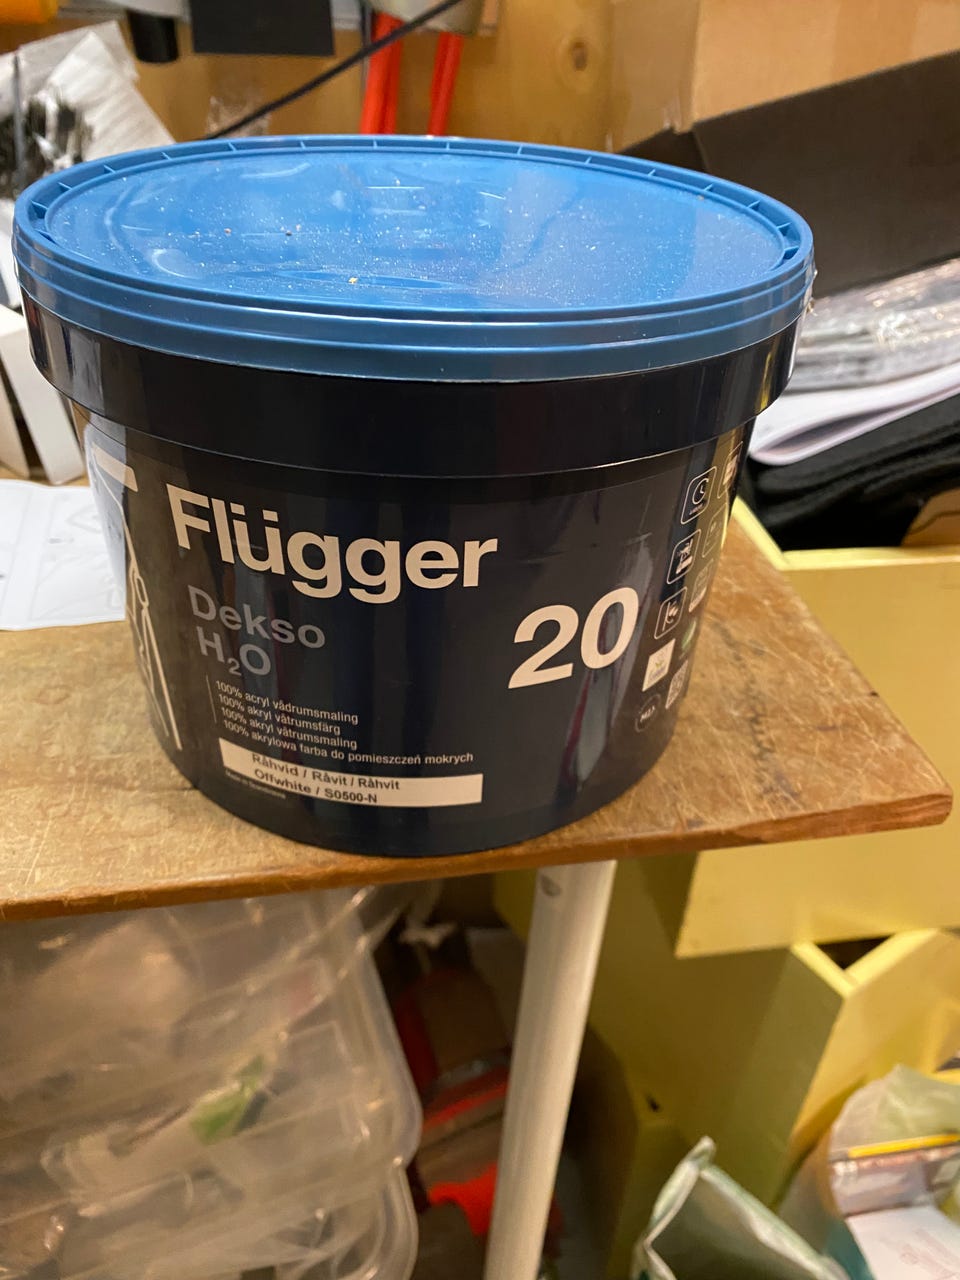 Flügger
Dekso
H₂O
20
100% acryl vådrumsmaling
100% akryl våtrumsfärg
100% akryl våtrumsmaling
100% akrylowa farba do pomieszczeń mokrych
Råhvid / Råvit / Råhvit
Offwhite / S0500-N